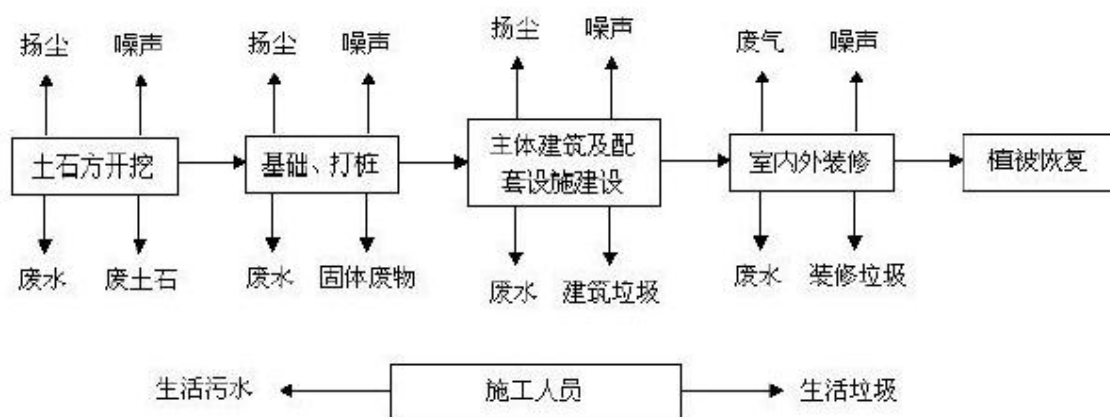 扬尘 噪声 扬尘 噪声 扬尘 噪声 废气 噪声
土石方开挖 基础、打桩 主体建筑及配 室内外装修 植被恢复
套设施建设
废水 废土石 废水 固体废物 废水 建筑垃圾 废水 装修垃圾
生活污水 施工人员 生活垃圾